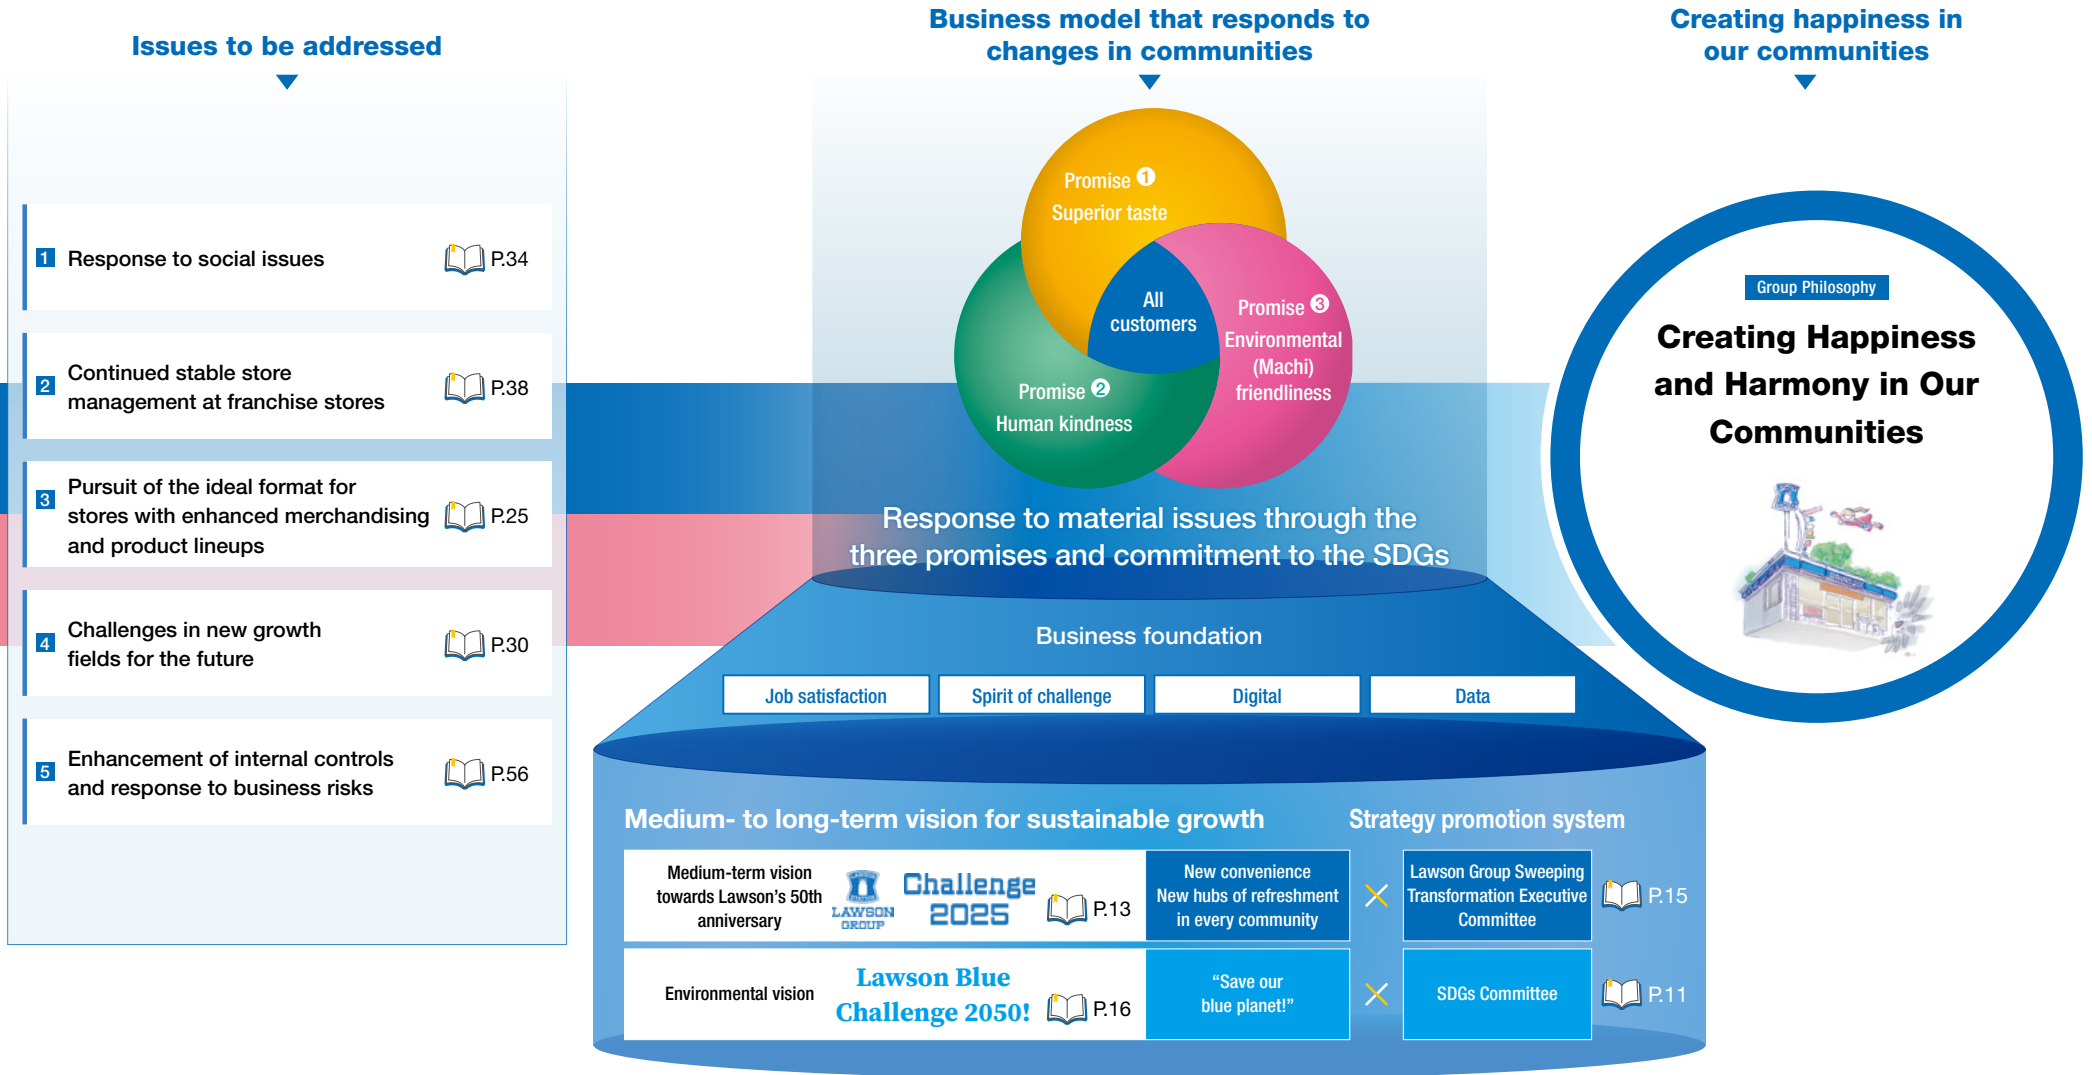 Issues to be addressed
1 Response to social issues P.34
2 Continued stable store
management at franchise stores P.38
3 Pursuit of the ideal format for
stores with enhanced merchandising
and product lineups P.25
4 Challenges in new growth
fields for the future P.30
5 Enhancement of internal controls
and response to business risks P.56
Business model that responds to
changes in communities
Promise 1
Superior taste
All
customers
Promise 3
Environmental
(Machi)
friendliness
Promise 2
Human kindness
Response to material issues through the
three promises and commitment to the SDGs
Business foundation
Job satisfaction
Spirit of challenge
Digital
Data
Medium- to long-term vision for sustainable growth
Strategy promotion system
Medium-term vision
towards Lawson's 50th
anniversary
LAWSON
GROUP
Challenge
2025
P.13
New convenience
New hubs of refreshment
in every community
Lawson Group Sweeping
Transformation Executive
Committee
P.15
Environmental vision
Lawson Blue
Challenge 2050!
P.16
“Save our
blue planet!”
SDGs Committee
P.11
Creating happiness in
our communities
Group Philosophy
Creating Happiness
and Harmony in Our
Communities